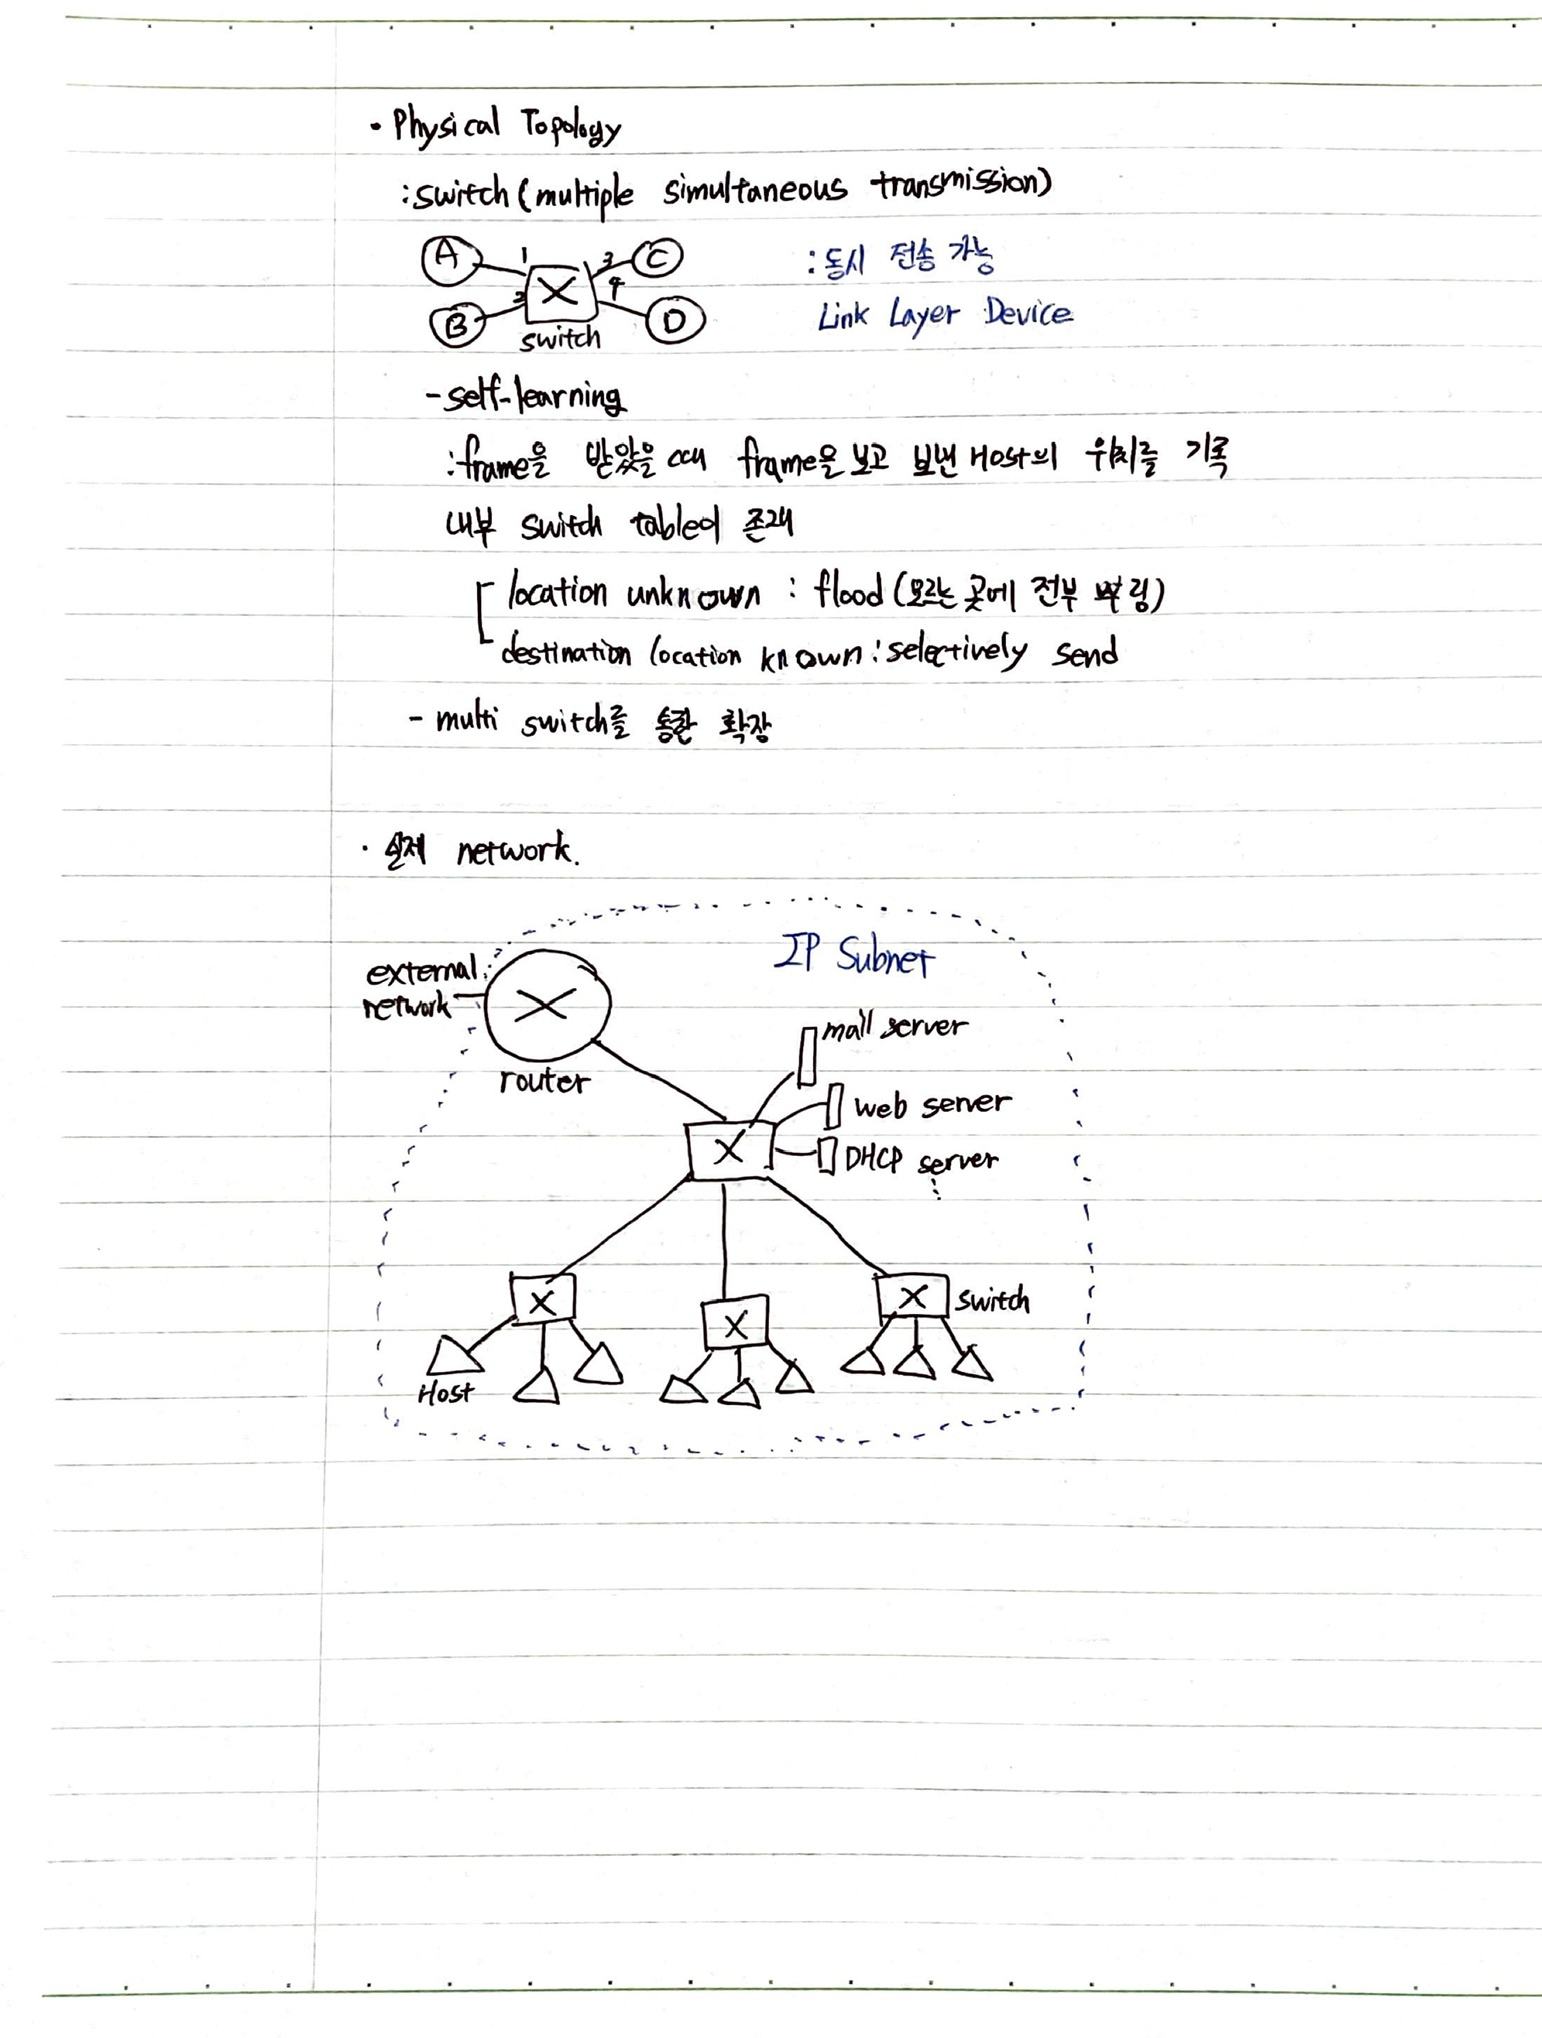 · Physical Topology
: switch (multiple simultaneous transmission)
A 1 3 C
B 2 4 D
switch
: 동시 전송 가능
Link Layer Device
- self-learning
: frame을 받았을 때 frame을 보고 보낸 Host의 위치를 기록
내부 switch table이 존재
location unknown : flood (모르는 곳에 전부 뿌림)
destination location known : selectively send
- multi switch를 통한 확장
· 실제 network.
IP Subnet
external
network
router
mail server
web server
DHCP server
switch
Host